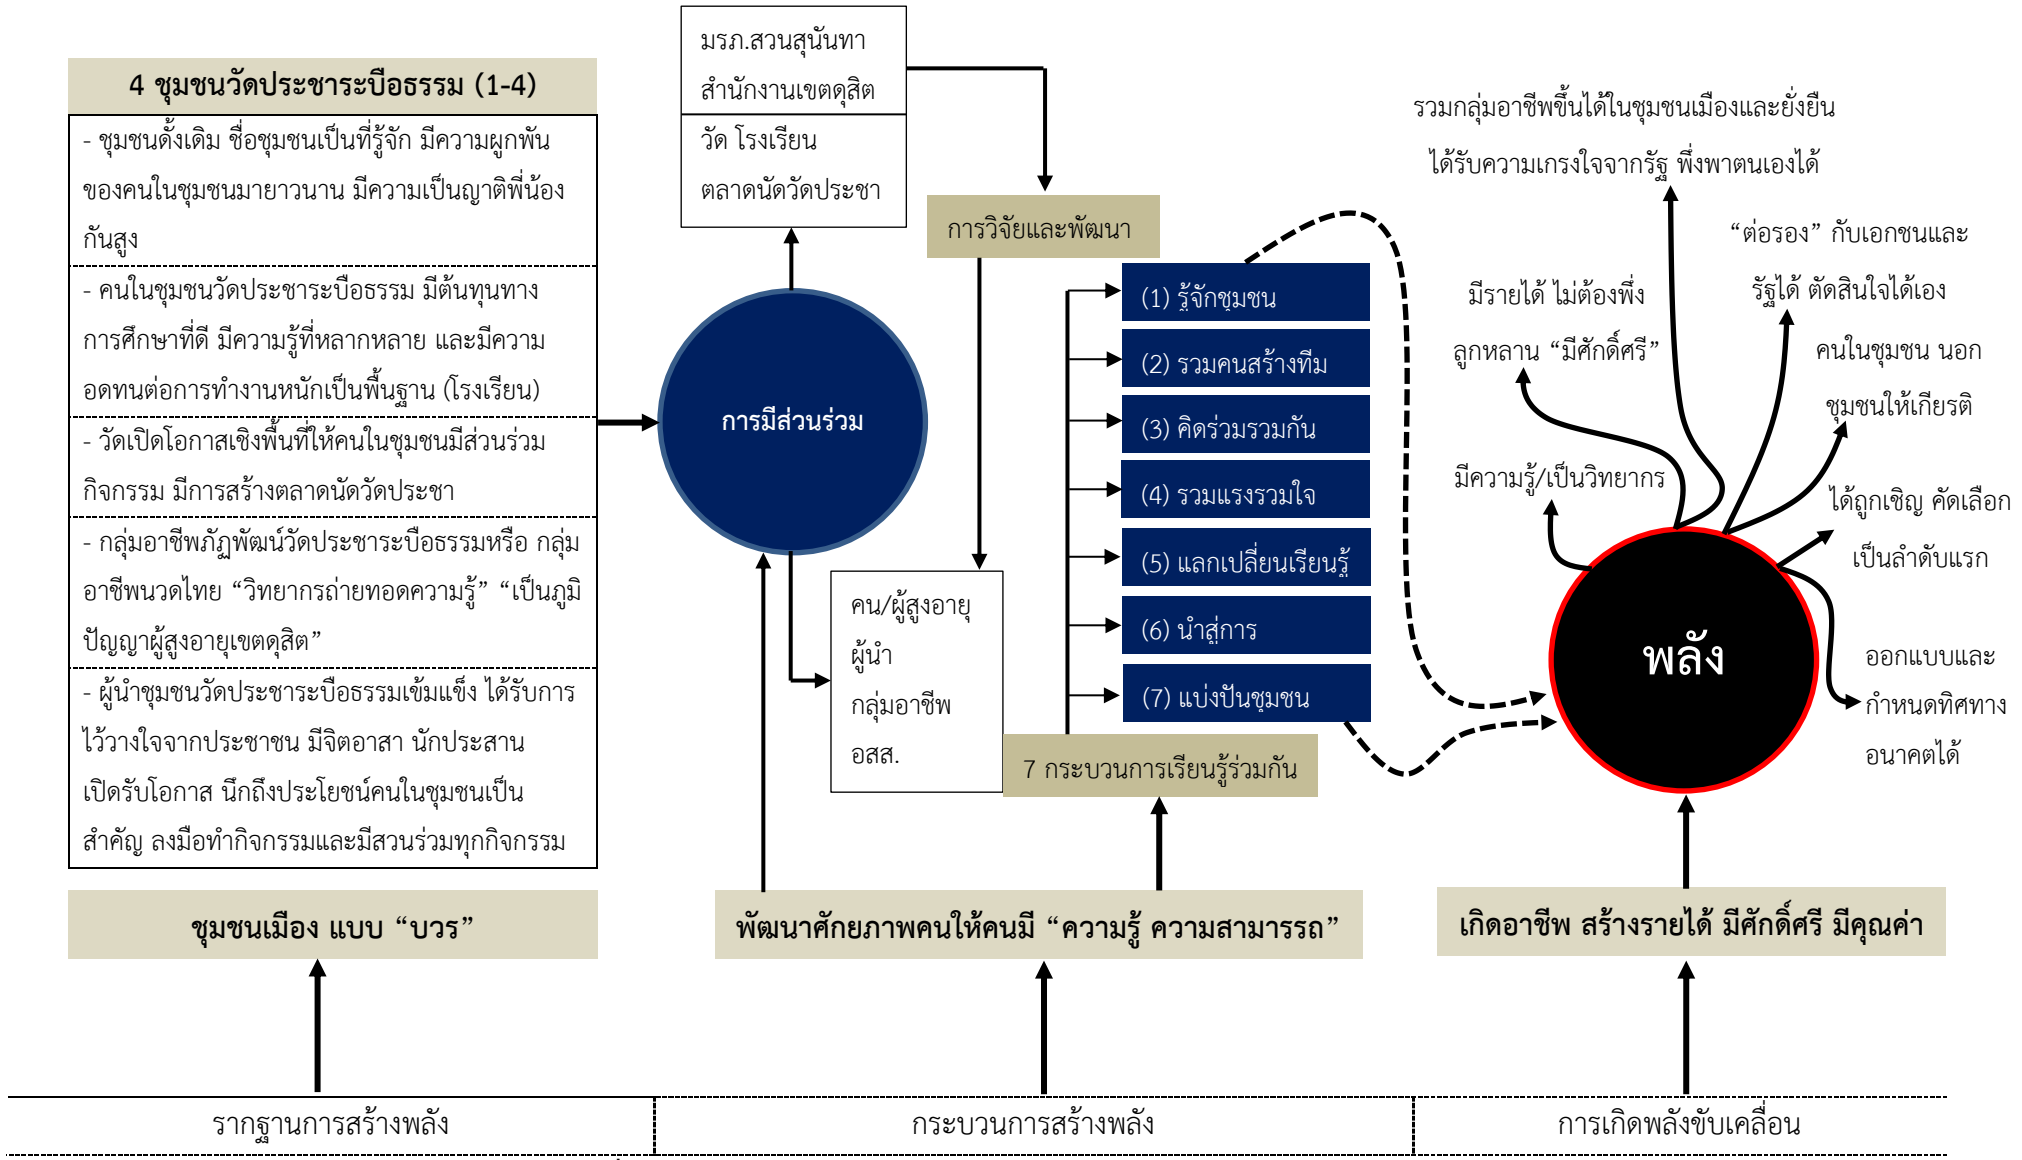 4 ชุมชนวัดประชาระบือธรรม (1-4)
- ชุมชนดั้งเดิม ชื่อชุมชนเป็นที่รู้จัก มีความผูกพัน
ของคนในชุมชนมายาวนาน มีความเป็นญาติพี่น้อง
กันสูง
- คนในชุมชนวัดประชาระบือธรรม มีต้นทุนทาง
การศึกษาที่ดี มีความรู้ที่หลากหลาย และมีความ
อดทนต่อการทำงานหนักเป็นพื้นฐาน (โรงเรียน)
- วัดเปิดโอกาสเชิงพื้นที่ให้คนในชุมชนมีส่วนร่วม
กิจกรรม มีการสร้างตลาดนัดวัดประชา
- กลุ่มอาชีพภัฏพัฒน์วัดประชาระบือธรรมหรือ กลุ่ม
อาชีพนวดไทย “วิทยากรถ่ายทอดความรู้” “เป็นภูมิ
ปัญญาผู้สูงอายุเขตดุสิต”
- ผู้นำชุมชนวัดประชาระบือธรรมเข้มแข็ง ได้รับการ
ไว้วางใจจากประชาชน มีจิตอาสา นักประสาน
เปิดรับโอกาส นึกถึงประโยชน์คนในชุมชนเป็น
สำคัญ ลงมือทำกิจกรรมและมีสวนร่วมทุกกิจกรรม
ชุมชนเมือง แบบ “บวร”
รากฐานการสร้างพลัง
มรภ.สวนสุนันทา
สำนักงานเขตดุสิต
วัด โรงเรียน
ตลาดนัดวัดประชา
การมีส่วนร่วม
การวิจัยและพัฒนา
คน/ผู้สูงอายุ
ผู้นำ
กลุ่มอาชีพ
อสส.
(1) รู้จักชุมชน
(2) รวมคนสร้างทีม
(3) คิดร่วมรวมกัน
(4) รวมแรงรวมใจ
(5) แลกเปลี่ยนเรียนรู้
(6) นำสู่การ
(7) แบ่งปันชุมชน
7 กระบวนการเรียนรู้ร่วมกัน
พัฒนาศักยภาพคนให้คนมี “ความรู้ ความสามารรถ”
กระบวนการสร้างพลัง
รวมกลุ่มอาชีพขึ้นได้ในชุมชนเมืองและยั่งยืน
ได้รับความเกรงใจจากรัฐ พึ่งพาตนเองได้
“ต่อรอง” กับเอกชนและ
รัฐได้ ตัดสินใจได้เอง
มีรายได้ ไม่ต้องพึ่ง
ลูกหลาน “มีศักดิ์ศรี”
คนในชุมชน นอก
ชุมชนให้เกียรติ
มีความรู้/เป็นวิทยากร
ได้ถูกเชิญ คัดเลือก
เป็นลำดับแรก
พลัง
ออกแบบและ
กำหนดทิศทาง
อนาคตได้
เกิดอาชีพ สร้างรายได้ มีศักดิ์ศรี มีคุณค่า
การเกิดพลังขับเคลื่อน